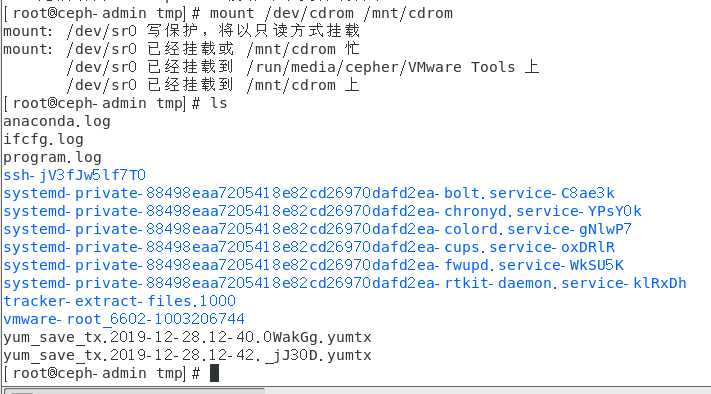 [root@ceph-admin tmp]# mount /dev/cdrom /mnt/cdrom
mount: /dev/sr0 写保护，将以只读方式挂载
mount: /dev/sr0 已经挂载或 /mnt/cdrom 忙
       /dev/sr0 已经挂载到 /run/media/cepher/VMware Tools 上
       /dev/sr0 已经挂载到 /mnt/cdrom 上
[root@ceph-admin tmp]# ls
anaconda.log
ifcfg.log
program.log
ssh-jV3fJw5lf7T0
systemd-private-88498eaa7205418e82cd26970dafd2ea-bolt.service-C8ae3k
systemd-private-88498eaa7205418e82cd26970dafd2ea-chronyd.service-YPsY0k
systemd-private-88498eaa7205418e82cd26970dafd2ea-colord.service-gNlwP7
systemd-private-88498eaa7205418e82cd26970dafd2ea-cups.service-oxDRlR
systemd-private-88498eaa7205418e82cd26970dafd2ea-fwupd.service-WkSU5K
systemd-private-88498eaa7205418e82cd26970dafd2ea-rtkit-daemon.service-klRxDh
tracker-extract-files.1000
vmware-root_6602-1003206744
yum_save_tx.2019-12-28.12-40.0WakGg.yumtx
yum_save_tx.2019-12-28.12-42._jJ30D.yumtx
[root@ceph-admin tmp]#